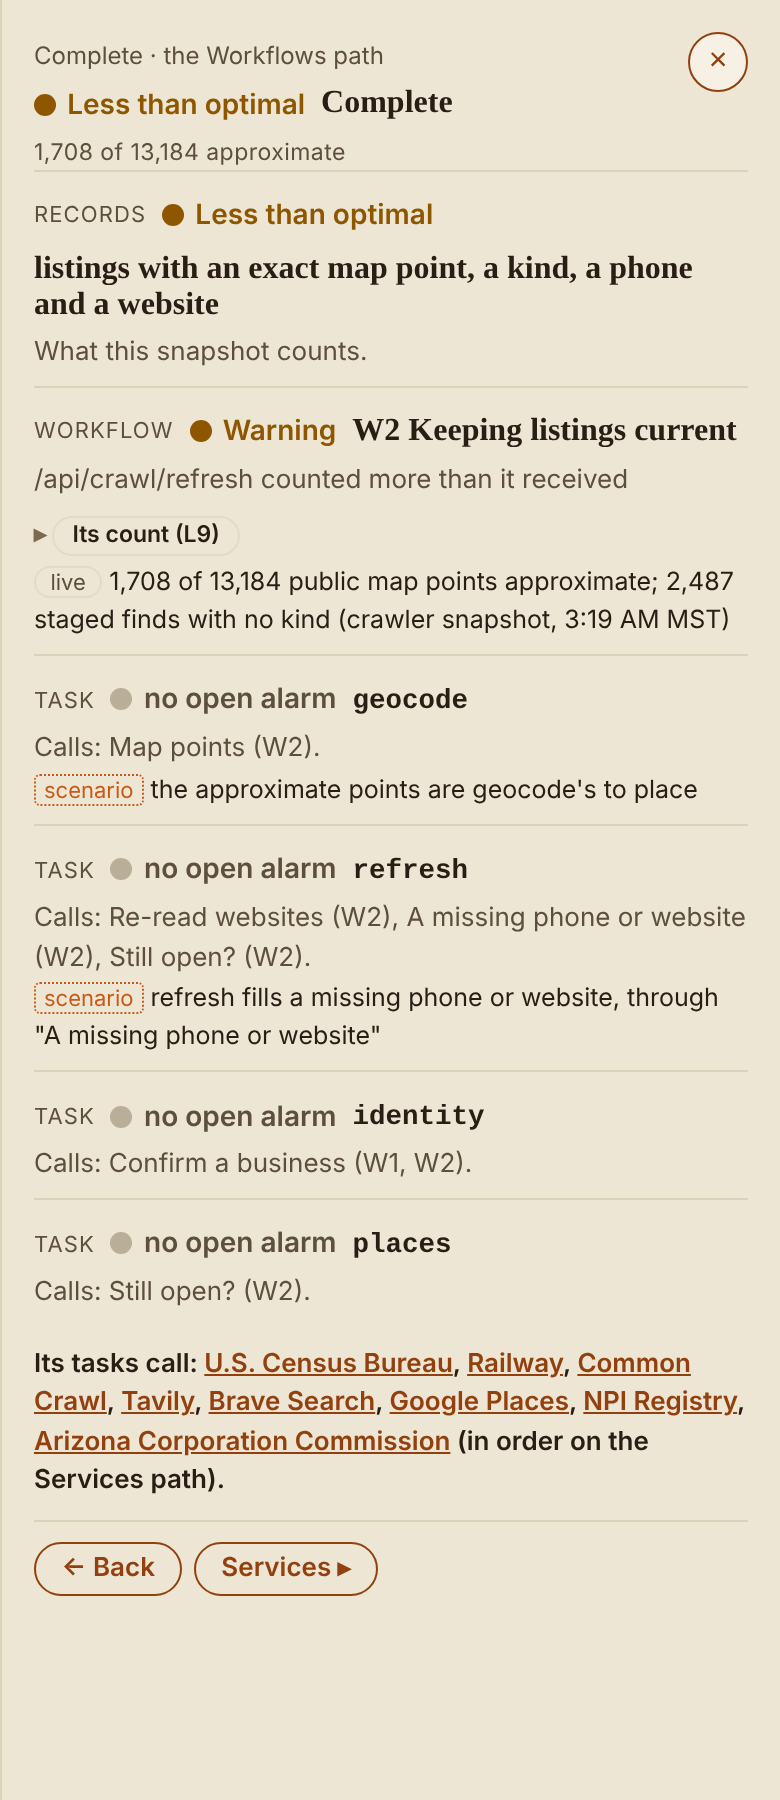 Complete · the Workflows path
×
Less than optimal Complete
1,708 of 13,184 approximate
RECORDS Less than optimal
listings with an exact map point, a kind, a phone
and a website
What this snapshot counts.
WORKFLOW Warning W2 Keeping listings current
/api/crawl/refresh counted more than it received
▸ Its count (L9)
live 1,708 of 13,184 public map points approximate; 2,487
staged finds with no kind (crawler snapshot, 3:19 AM MST)
TASK no open alarm geocode
Calls: Map points (W2).
scenario the approximate points are geocode's to place
TASK no open alarm refresh
Calls: Re-read websites (W2), A missing phone or website
(W2), Still open? (W2).
scenario refresh fills a missing phone or website, through
"A missing phone or website"
TASK no open alarm identity
Calls: Confirm a business (W1, W2).
TASK no open alarm places
Calls: Still open? (W2).
Its tasks call: U.S. Census Bureau, Railway, Common
Crawl, Tavily, Brave Search, Google Places, NPI Registry,
Arizona Corporation Commission (in order on the
Services path).
← Back Services ▸